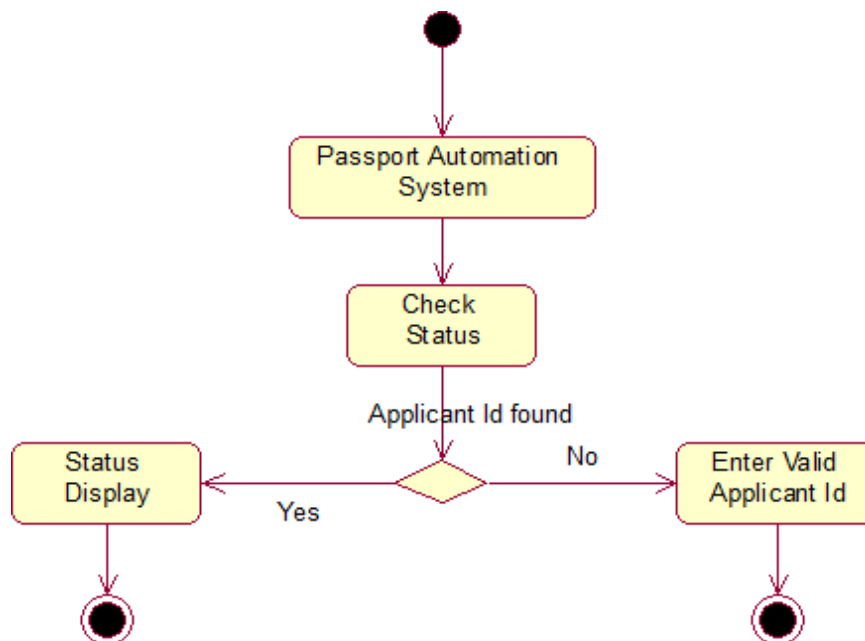 Passport Automation
System
Check
Status
Applicant Id found
Status
Display
Yes
No
Enter Valid
Applicant Id